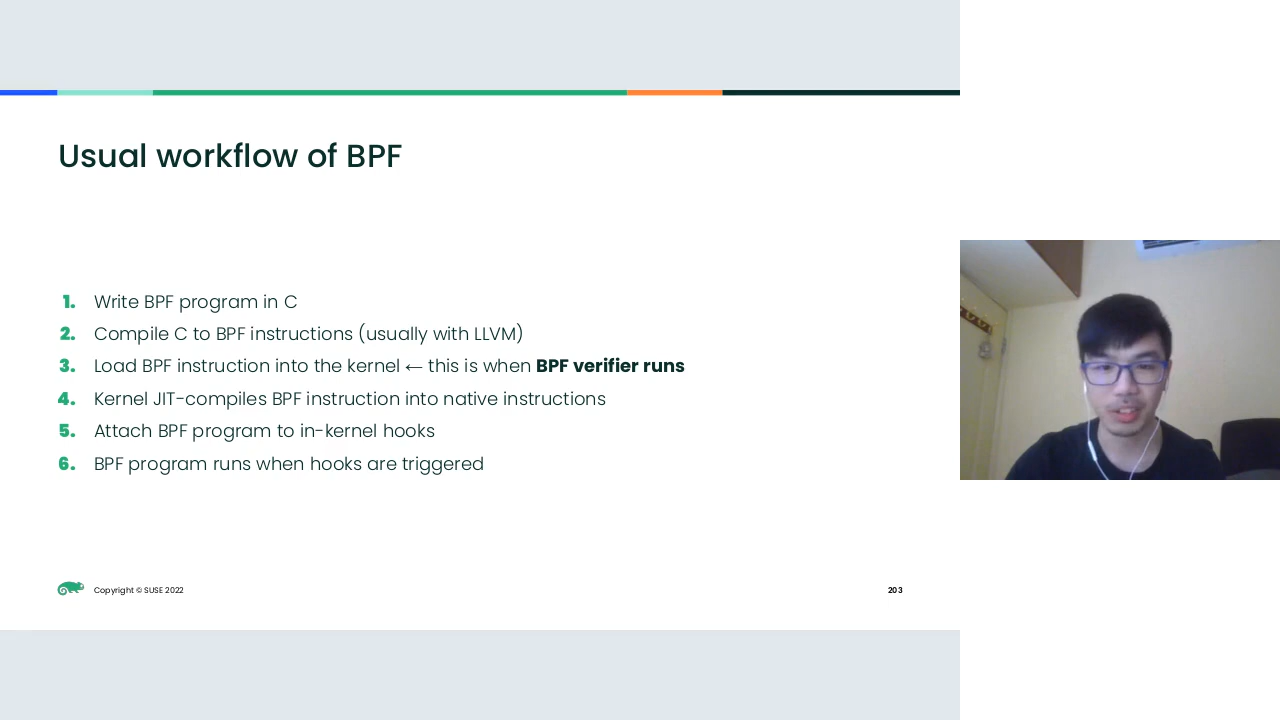 Usual workflow of BPF
1. Write BPF program in C
2. Compile C to BPF instructions (usually with LLVM)
3. Load BPF instruction into the kernel ← this is when BPF verifier runs
4. Kernel JIT-compiles BPF instruction into native instructions
5. Attach BPF program to in-kernel hooks
6. BPF program runs when hooks are triggered
Copyright © SUSE 2022
203